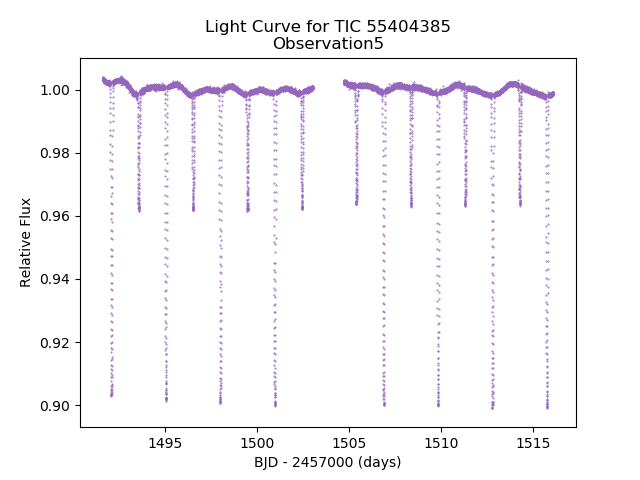 Light Curve for TIC 55404385
Observation5
1.00
0.98
0.96
0.94
0.92
0.90
Relative Flux
1495
1500
1505
1510
1515
BJD - 2457000 (days)